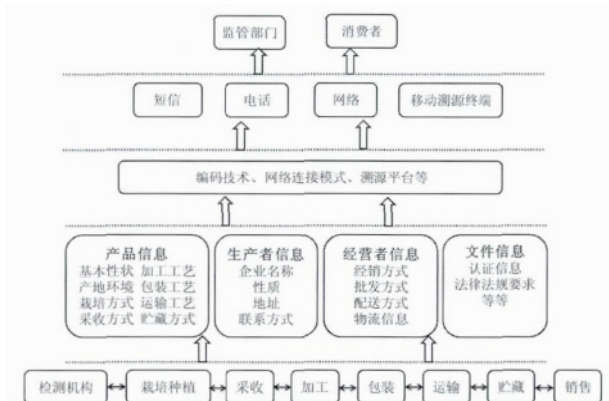 监管部门 消费者
短信 电话 网络 移动溯源终端
编码技术、网络连接模式、溯源平台等
产品信息
基本性状 加工工艺
产地环境 包装工艺
栽培方式 运输工艺
采收方式 贮藏方式
生产者信息
企业名称
性质
地址
联系方式
经营者信息
经销方式
批发方式
配送方式
物流信息
文件信息
认证信息
法律法规要求
等等
检测机构 栽培种植 采收 加工 包装 运输 贮藏 销售